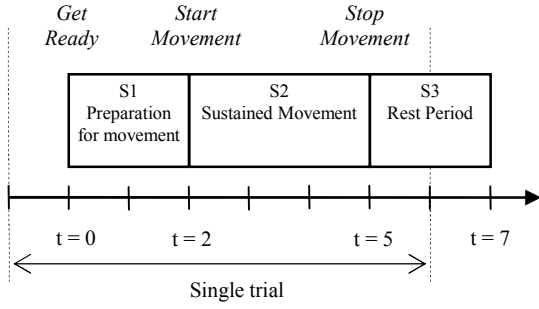 Get
Ready
Start
Movement
Stop
Movement
S1
Preparation
for movement
S2
Sustained Movement
S3
Rest Period
t = 0
t = 2
t = 5
t = 7
Single trial